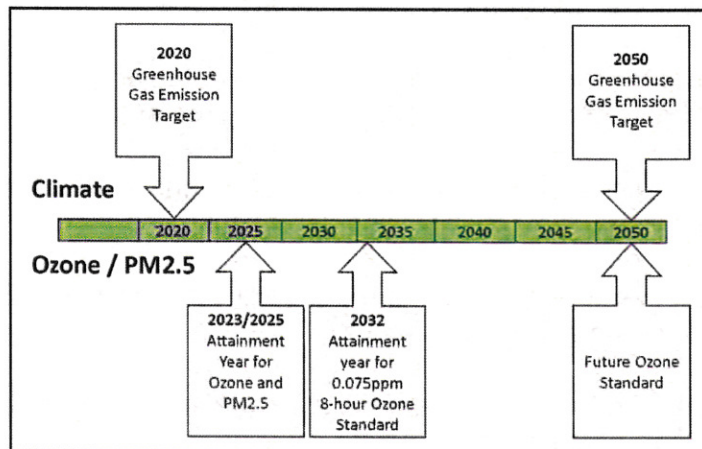 2020
Greenhouse
Gas Emission
Target
2050
Greenhouse
Gas Emission
Target
Climate
2020 2025 2030 2035 2040 2045 2050
Ozone / PM2.5
2023/2025
Attainment
Year for
Ozone and
PM2.5
2032
Attainment
year for
0.075ppm
8-hour Ozone
Standard
Future Ozone
Standard